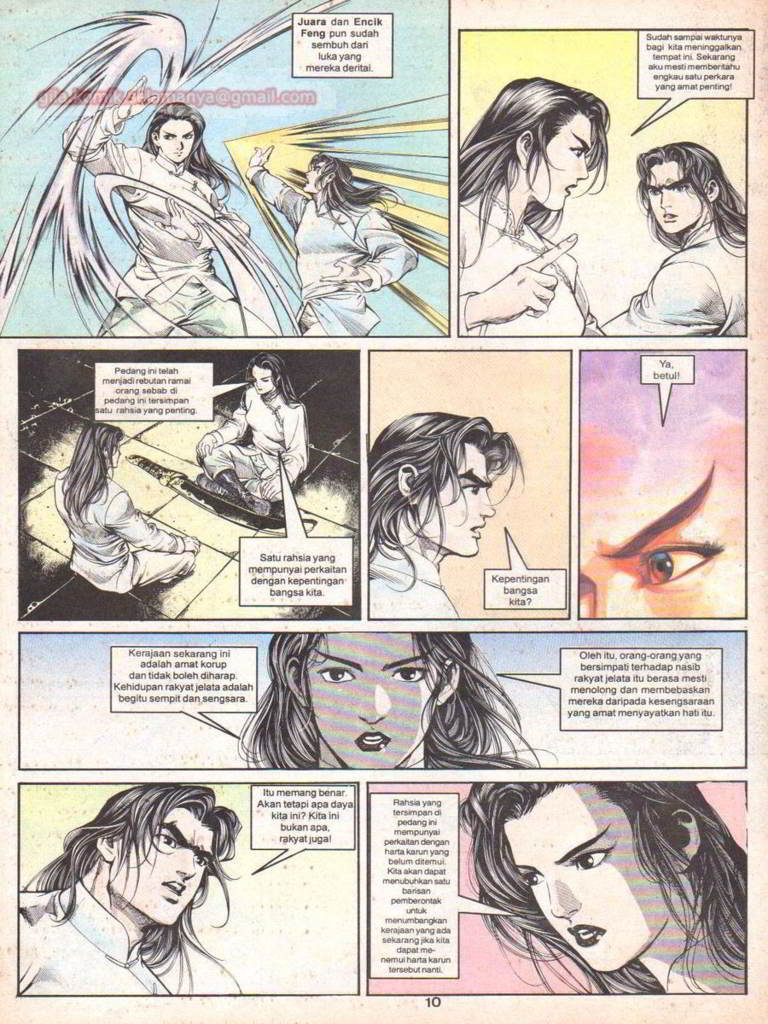 Juara dan Encik
Feng pun sudah
sembuh dari
luka yang
mereka deritai.
gila.komik.selamanya@gmail.com
Sudah sampai waktunya
bagi kita meninggalkan
tempat ini. Sekarang
aku mesti memberitahu
engkau satu perkara
yang amat penting!
Pedang ini telah
menjadi rebutan ramai
orang sebab di
pedang ini tersimpan
satu rahsia yang penting.
Satu rahsia yang
mempunyai perkaitan
dengan kepentingan
bangsa kita.
Kepentingan
bangsa
kita?
Ya,
betul!
Kerajaan sekarang ini
adalah amat korup
dan tidak boleh diharap.
Kehidupan rakyat jelata adalah
begitu sempit dan sengsara.
Oleh itu, orang-orang yang
bersimpati terhadap nasib
rakyat jelata itu berasa mesti
menolong dan membebaskan
mereka daripada kesengsaraan
yang amat menyayatkan hati itu.
Itu memang benar.
Akan tetapi apa daya
kita ini? Kita ini
bukan apa,
rakyat juga!
Rahsia yang
tersimpan di
pedang ini
mempunyai
perkaitan dengan
harta karun yang
belum ditemui.
Kita akan dapat
menubuhkan satu
barisan
pemberontak
untuk
menumbangkan
kerajaan yang ada
sekarang jika kita
dapat me-
nemui harta karun
tersebut nanti.
10